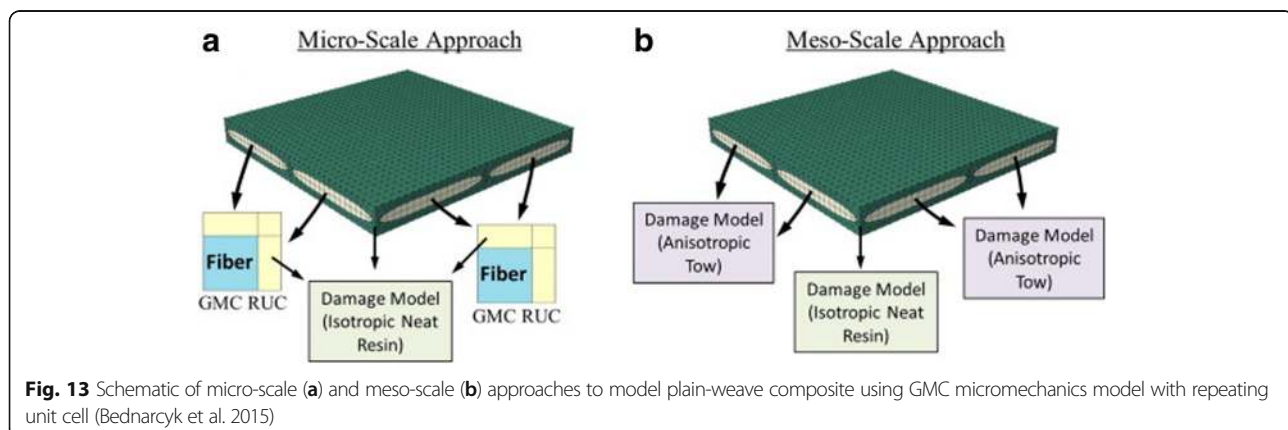 a
Micro-Scale Approach
Fiber
GMC RUC
Damage Model
(Isotropic Neat
Resin)
Fiber
GMC RUC
b
Meso-Scale Approach
Damage Model
(Anisotropic
Tow)
Damage Model
(Isotropic Neat
Resin)
Damage Model
(Anisotropic
Tow)
Fig. 13 Schematic of micro-scale (a) and meso-scale (b) approaches to model plain-weave composite using GMC micromechanics model with repeating
unit cell (Bednarcyk et al. 2015)